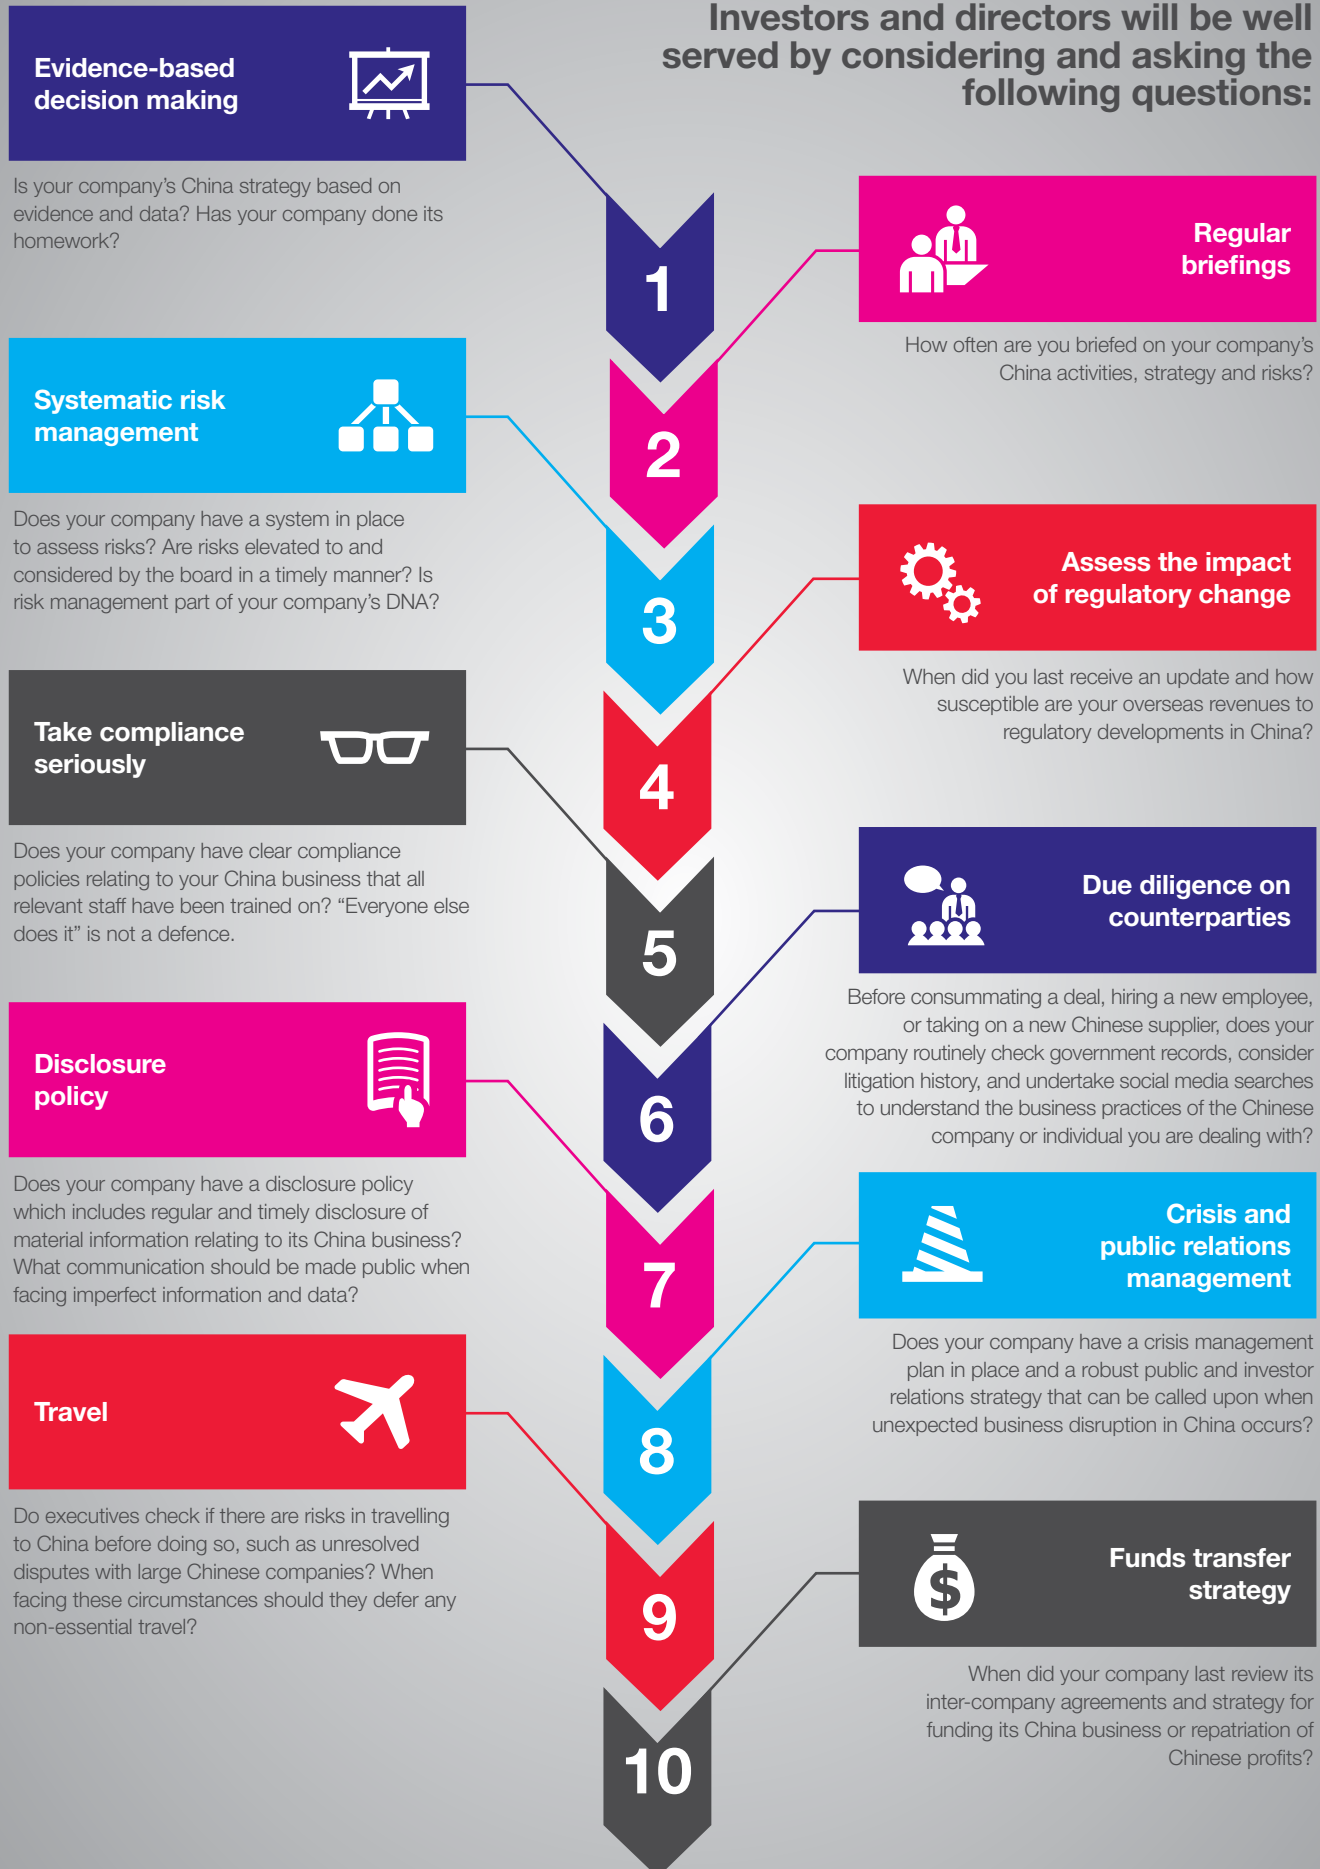 Investors and directors will be well
served by considering and asking the
following questions:
Evidence-based
decision making
Is your company’s China strategy based on
evidence and data? Has your company done its
homework?
1
Regular
briefings
How often are you briefed on your company’s
China activities, strategy and risks?
2
Systematic risk
management
Does your company have a system in place
to assess risks? Are risks elevated to and
considered by the board in a timely manner? Is
risk management part of your company’s DNA?
3
Assess the impact
of regulatory change
When did you last receive an update and how
susceptible are your overseas revenues to
regulatory developments in China?
4
Take compliance
seriously
Does your company have clear compliance
policies relating to your China business that all
relevant staff have been trained on? “Everyone else
does it” is not a defence.
5
Due diligence on
counterparties
Before consummating a deal, hiring a new employee,
or taking on a new Chinese supplier, does your
company routinely check government records, consider
litigation history, and undertake social media searches
to understand the business practices of the Chinese
company or individual you are dealing with?
6
Disclosure
policy
Does your company have a disclosure policy
which includes regular and timely disclosure of
material information relating to its China business?
What communication should be made public when
facing imperfect information and data?
7
Crisis and
public relations
management
Does your company have a crisis management
plan in place and a robust public and investor
relations strategy that can be called upon when
unexpected business disruption in China occurs?
8
Travel
Do executives check if there are risks in travelling
to China before doing so, such as unresolved
disputes with large Chinese companies? When
facing these circumstances should they defer any
non-essential travel?
9
$
Funds transfer
strategy
When did your company last review its
inter-company agreements and strategy for
funding its China business or repatriation of
Chinese profits?
10